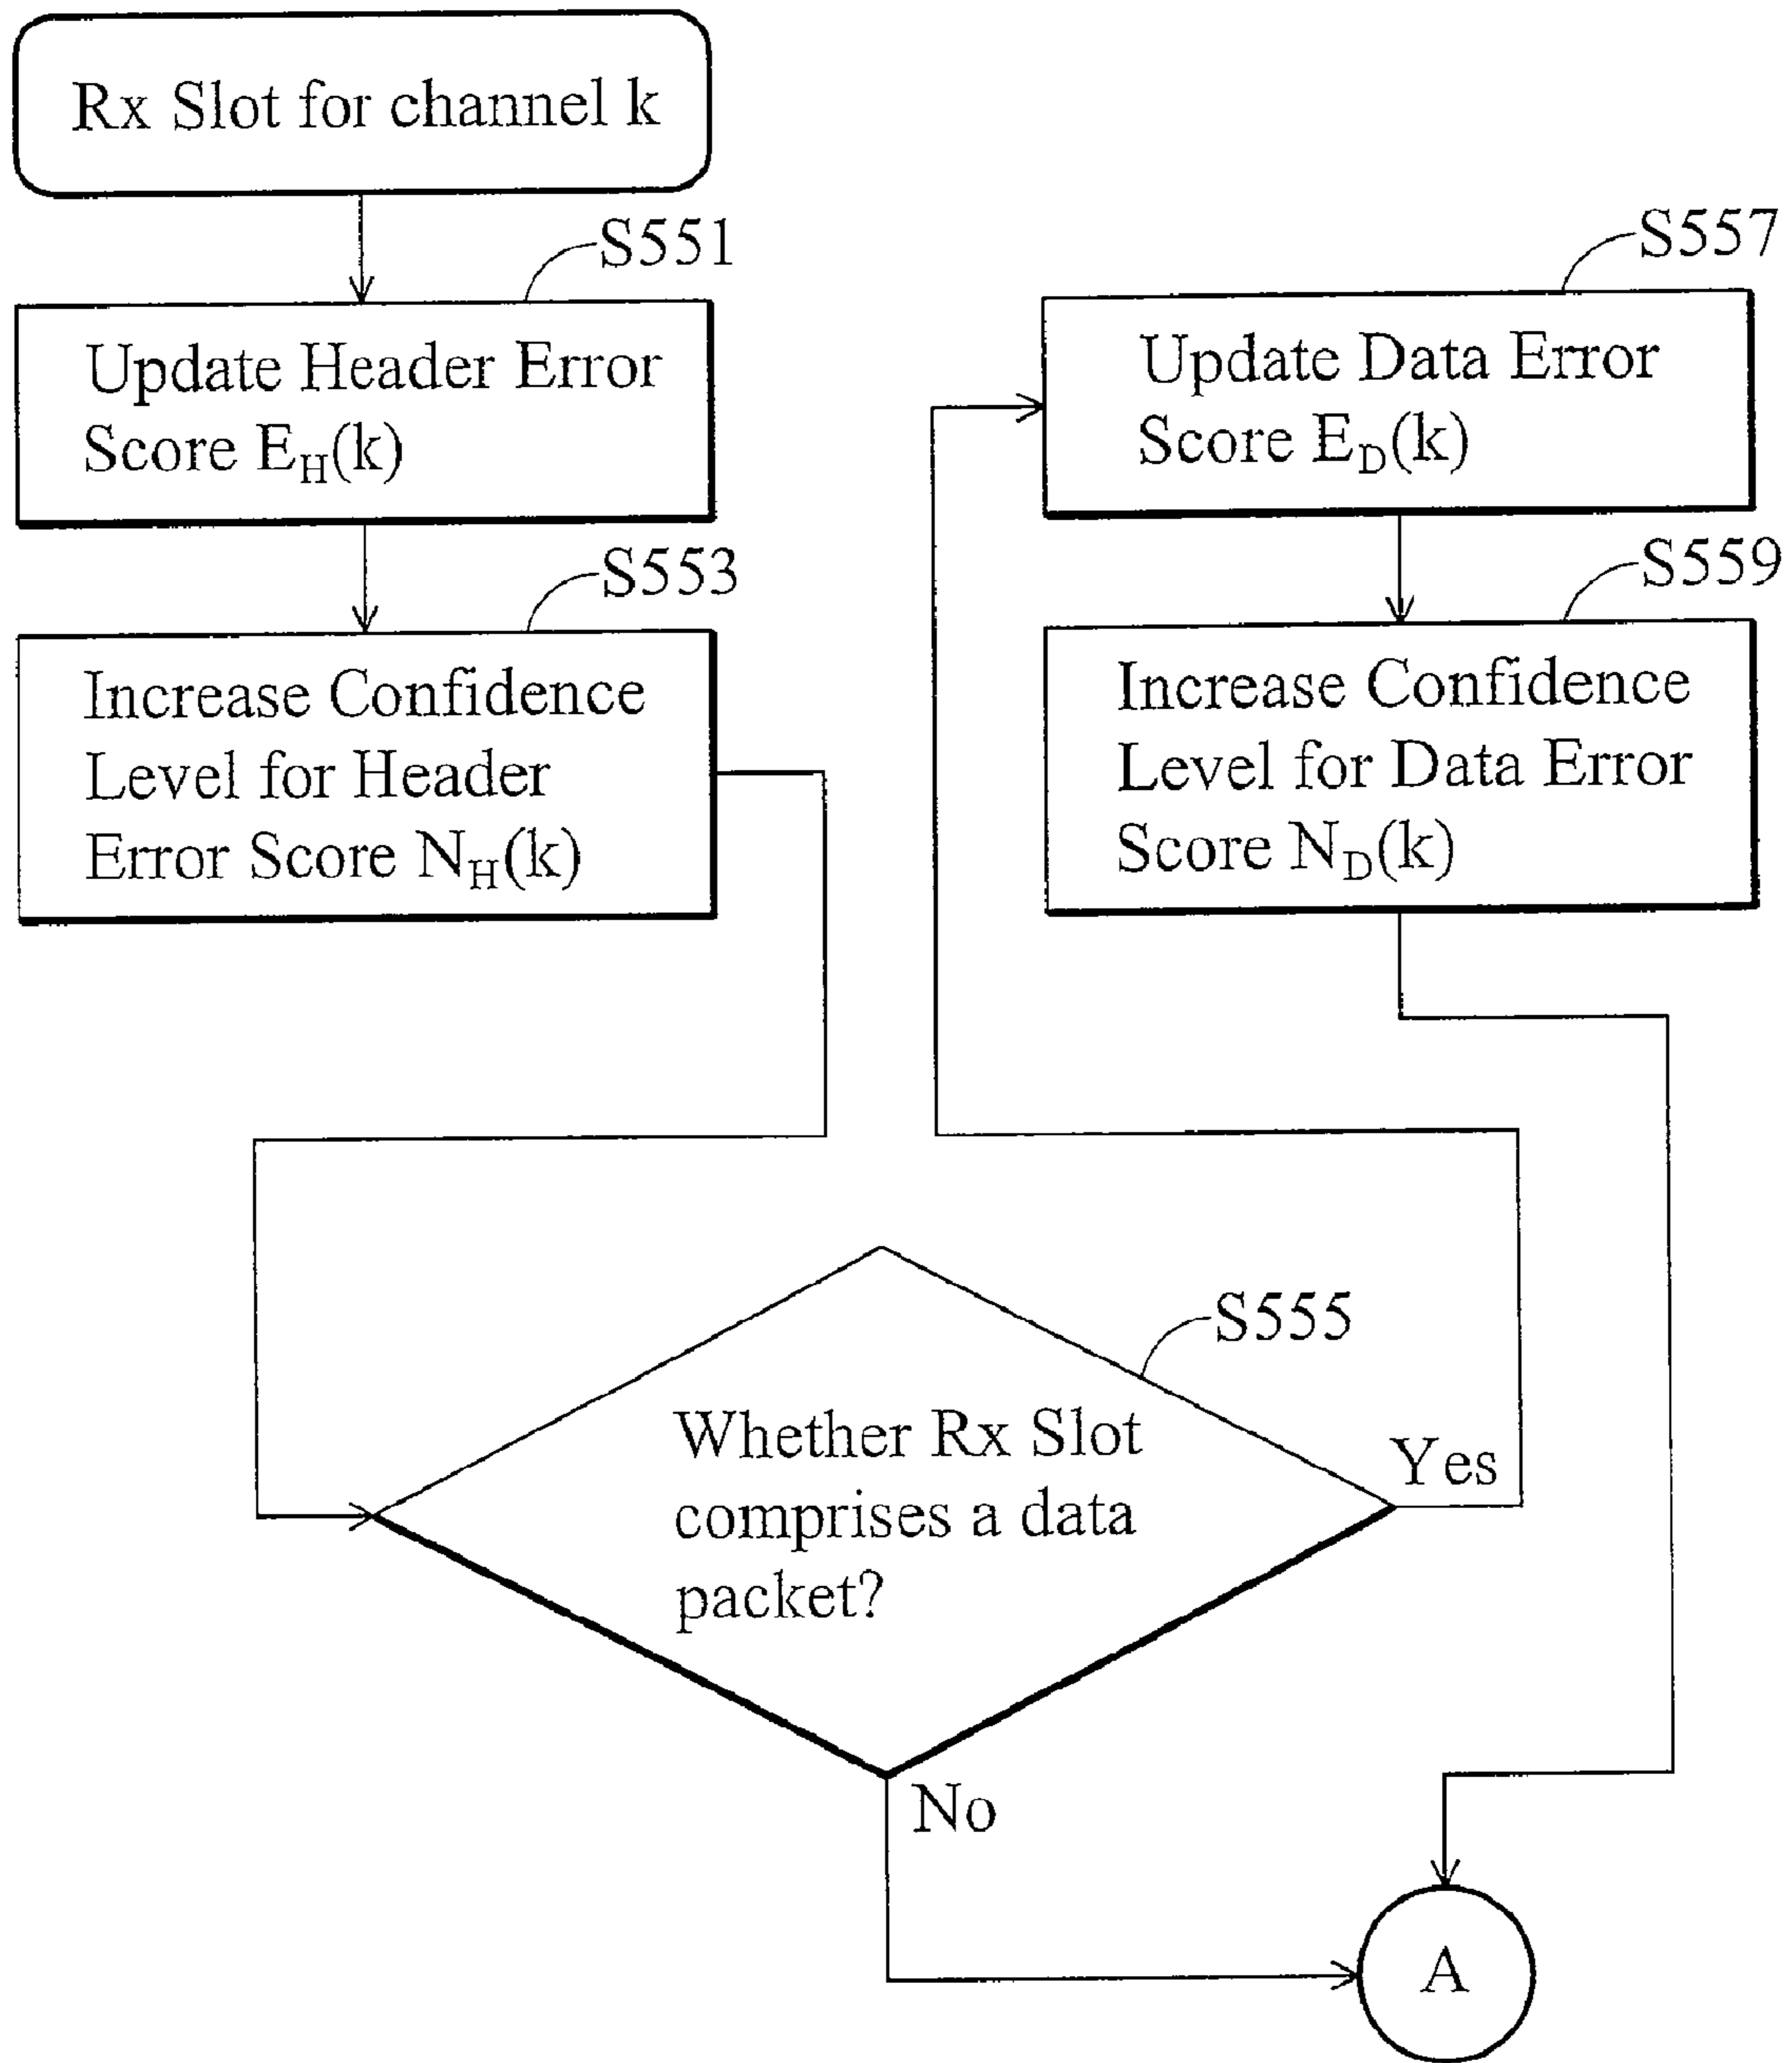 Rx Slot for channel k
S551
Update Header Error
Score E_H(k)
S553
Increase Confidence
Level for Header
Error Score N_H(k)
S557
Update Data Error
Score E_D(k)
S559
Increase Confidence
Level for Data Error
Score N_D(k)
S555
Whether Rx Slot
comprises a data
packet?
Yes
No
A